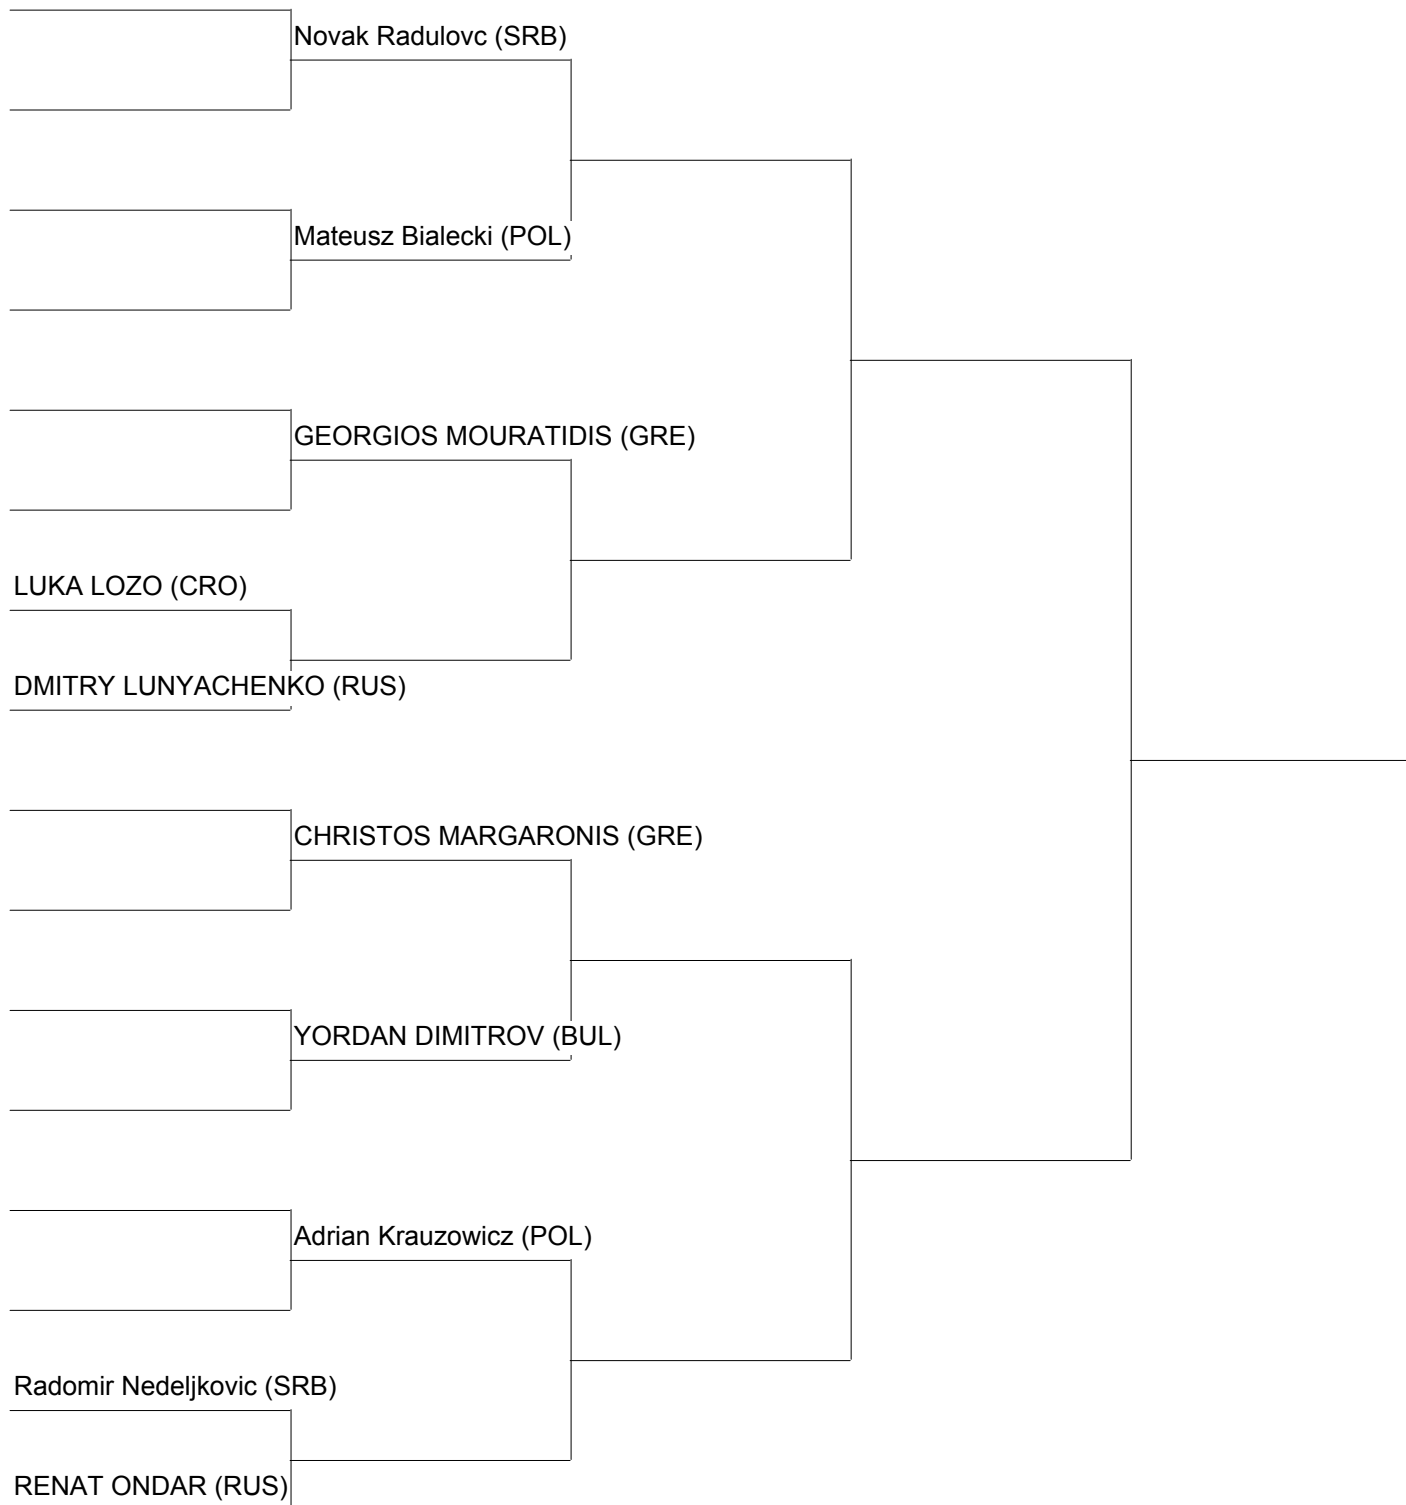 Novak Radulovc (SRB)
Mateusz Bialecki (POL)
GEORGIOS MOURATIDIS (GRE)
LUKA LOZO (CRO)
DMITRY LUNYACHENKO (RUS)
CHRISTOS MARGARONIS (GRE)
YORDAN DIMITROV (BUL)
Adrian Krauzowicz (POL)
Radomir Nedeljkovic (SRB)
RENAT ONDAR (RUS)